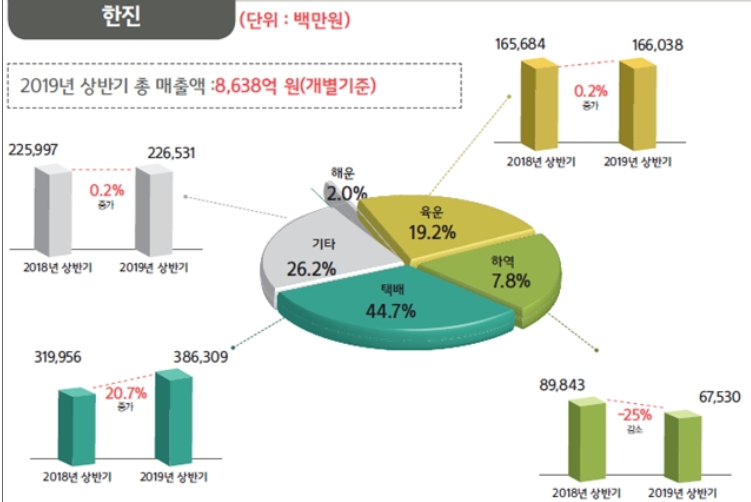 한진
(단위 : 백만원)
2019년 상반기 총 매출액 :8,638억 원(개별기준)
165,684
166,038
0.2%
증가
2018년 상반기
2019년 상반기
225,997
226,531
0.2%
증가
2018년 상반기
2019년 상반기
해운
2.0%
육운
19.2%
하역
7.8%
기타
26.2%
택배
44.7%
319,956
386,309
20.7%
증가
2018년 상반기
2019년 상반기
89,843
67,530
-25%
감소
2018년 상반기
2019년 상반기